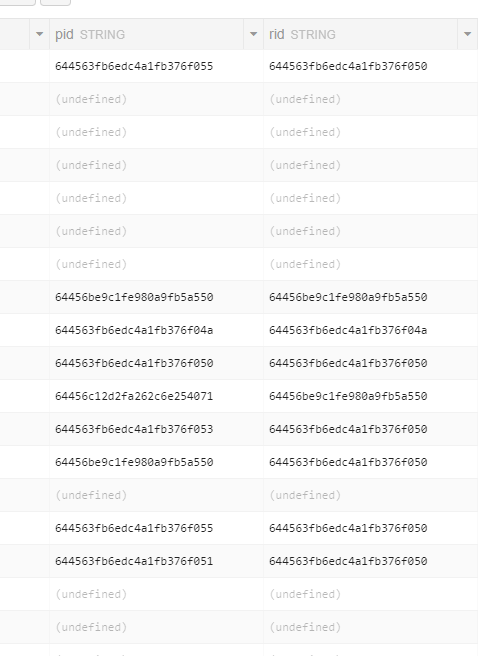 pid STRING rid STRING
644563fb6edc4a1fb376f055 644563fb6edc4a1fb376f050
(undefined) (undefined)
(undefined) (undefined)
(undefined) (undefined)
(undefined) (undefined)
(undefined) (undefined)
(undefined) (undefined)
64456be9c1fe980a9fb5a550 64456be9c1fe980a9fb5a550
644563fb6edc4a1fb376f04a 644563fb6edc4a1fb376f04a
644563fb6edc4a1fb376f050 644563fb6edc4a1fb376f050
64456c12d2fa262c6e254071 64456be9c1fe980a9fb5a550
644563fb6edc4a1fb376f053 644563fb6edc4a1fb376f050
64456be9c1fe980a9fb5a550 644563fb6edc4a1fb376f050
(undefined) (undefined)
644563fb6edc4a1fb376f055 644563fb6edc4a1fb376f050
644563fb6edc4a1fb376f051 644563fb6edc4a1fb376f050
(undefined) (undefined)
(undefined) (undefined)